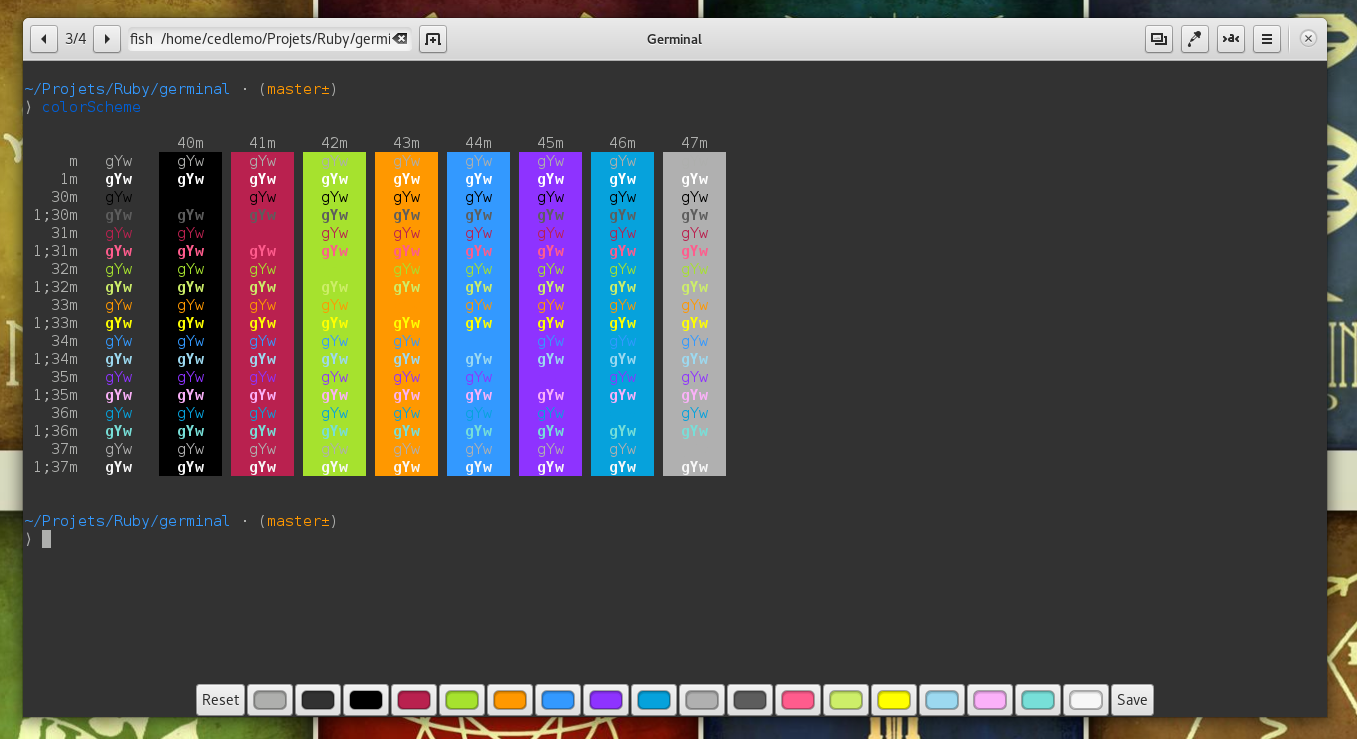 3/4 fish /home/cedlemo/Projets/Ruby/germi Germinal ›a‹
~/Projets/Ruby/germinal · (master±)
⟩ colorScheme
40m 41m 42m 43m 44m 45m 46m 47m
m gYw gYw gYw gYw gYw gYw gYw gYw
1m gYw gYw gYw gYw gYw gYw gYw gYw gYw
30m gYw gYw gYw gYw gYw gYw gYw gYw
1;30m gYw gYw gYw gYw gYw gYw gYw gYw gYw
31m gYw gYw gYw gYw gYw gYw gYw gYw
1;31m gYw gYw gYw gYw gYw gYw gYw gYw gYw
32m gYw gYw gYw gYw gYw gYw gYw gYw
1;32m gYw gYw gYw gYw gYw gYw gYw gYw gYw
33m gYw gYw gYw gYw gYw gYw gYw gYw
1;33m gYw gYw gYw gYw gYw gYw gYw gYw gYw
34m gYw gYw gYw gYw gYw gYw gYw gYw
1;34m gYw gYw gYw gYw gYw gYw gYw gYw gYw
35m gYw gYw gYw gYw gYw gYw gYw gYw
1;35m gYw gYw gYw gYw gYw gYw gYw gYw gYw
36m gYw gYw gYw gYw gYw gYw gYw gYw
1;36m gYw gYw gYw gYw gYw gYw gYw gYw gYw
37m gYw gYw gYw gYw gYw gYw gYw gYw
1;37m gYw gYw gYw gYw gYw gYw gYw gYw gYw
~/Projets/Ruby/germinal · (master±)
⟩
Reset Save